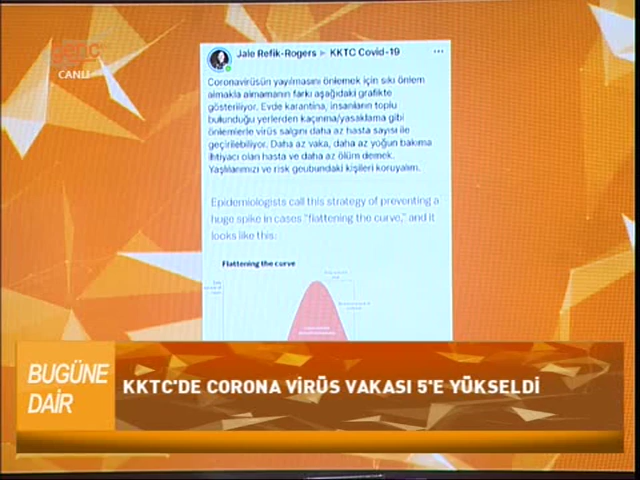 genç
CANLI
Jale Refik-Rogers ▸ KKTC Covid-19
Coronavirüsün yayılmasını önlemek için sıkı önlem
almakla almamanın farkı aşağıdaki grafikte
gösteriliyor. Evde karantina, insanların toplu
bulunduğu yerlerden kaçınma/yasaklama gibi
önlemlerle virüs salgını daha az hasta sayısı ile
geçirilebiliyor. Daha az vaka, daha az yoğun bakıma
ihtiyacı olan hasta ve daha az ölüm demek.
Yaşlılarımızı ve risk geubundaki kişileri koruyalım.
Epidemiologists call this strategy of preventing a
huge spike in cases "flattening the curve," and it
looks like this:
Flattening the curve
BUGÜNE
DAİR
KKTC'DE CORONA VİRÜS VAKASI 5'E YÜKSELDİ